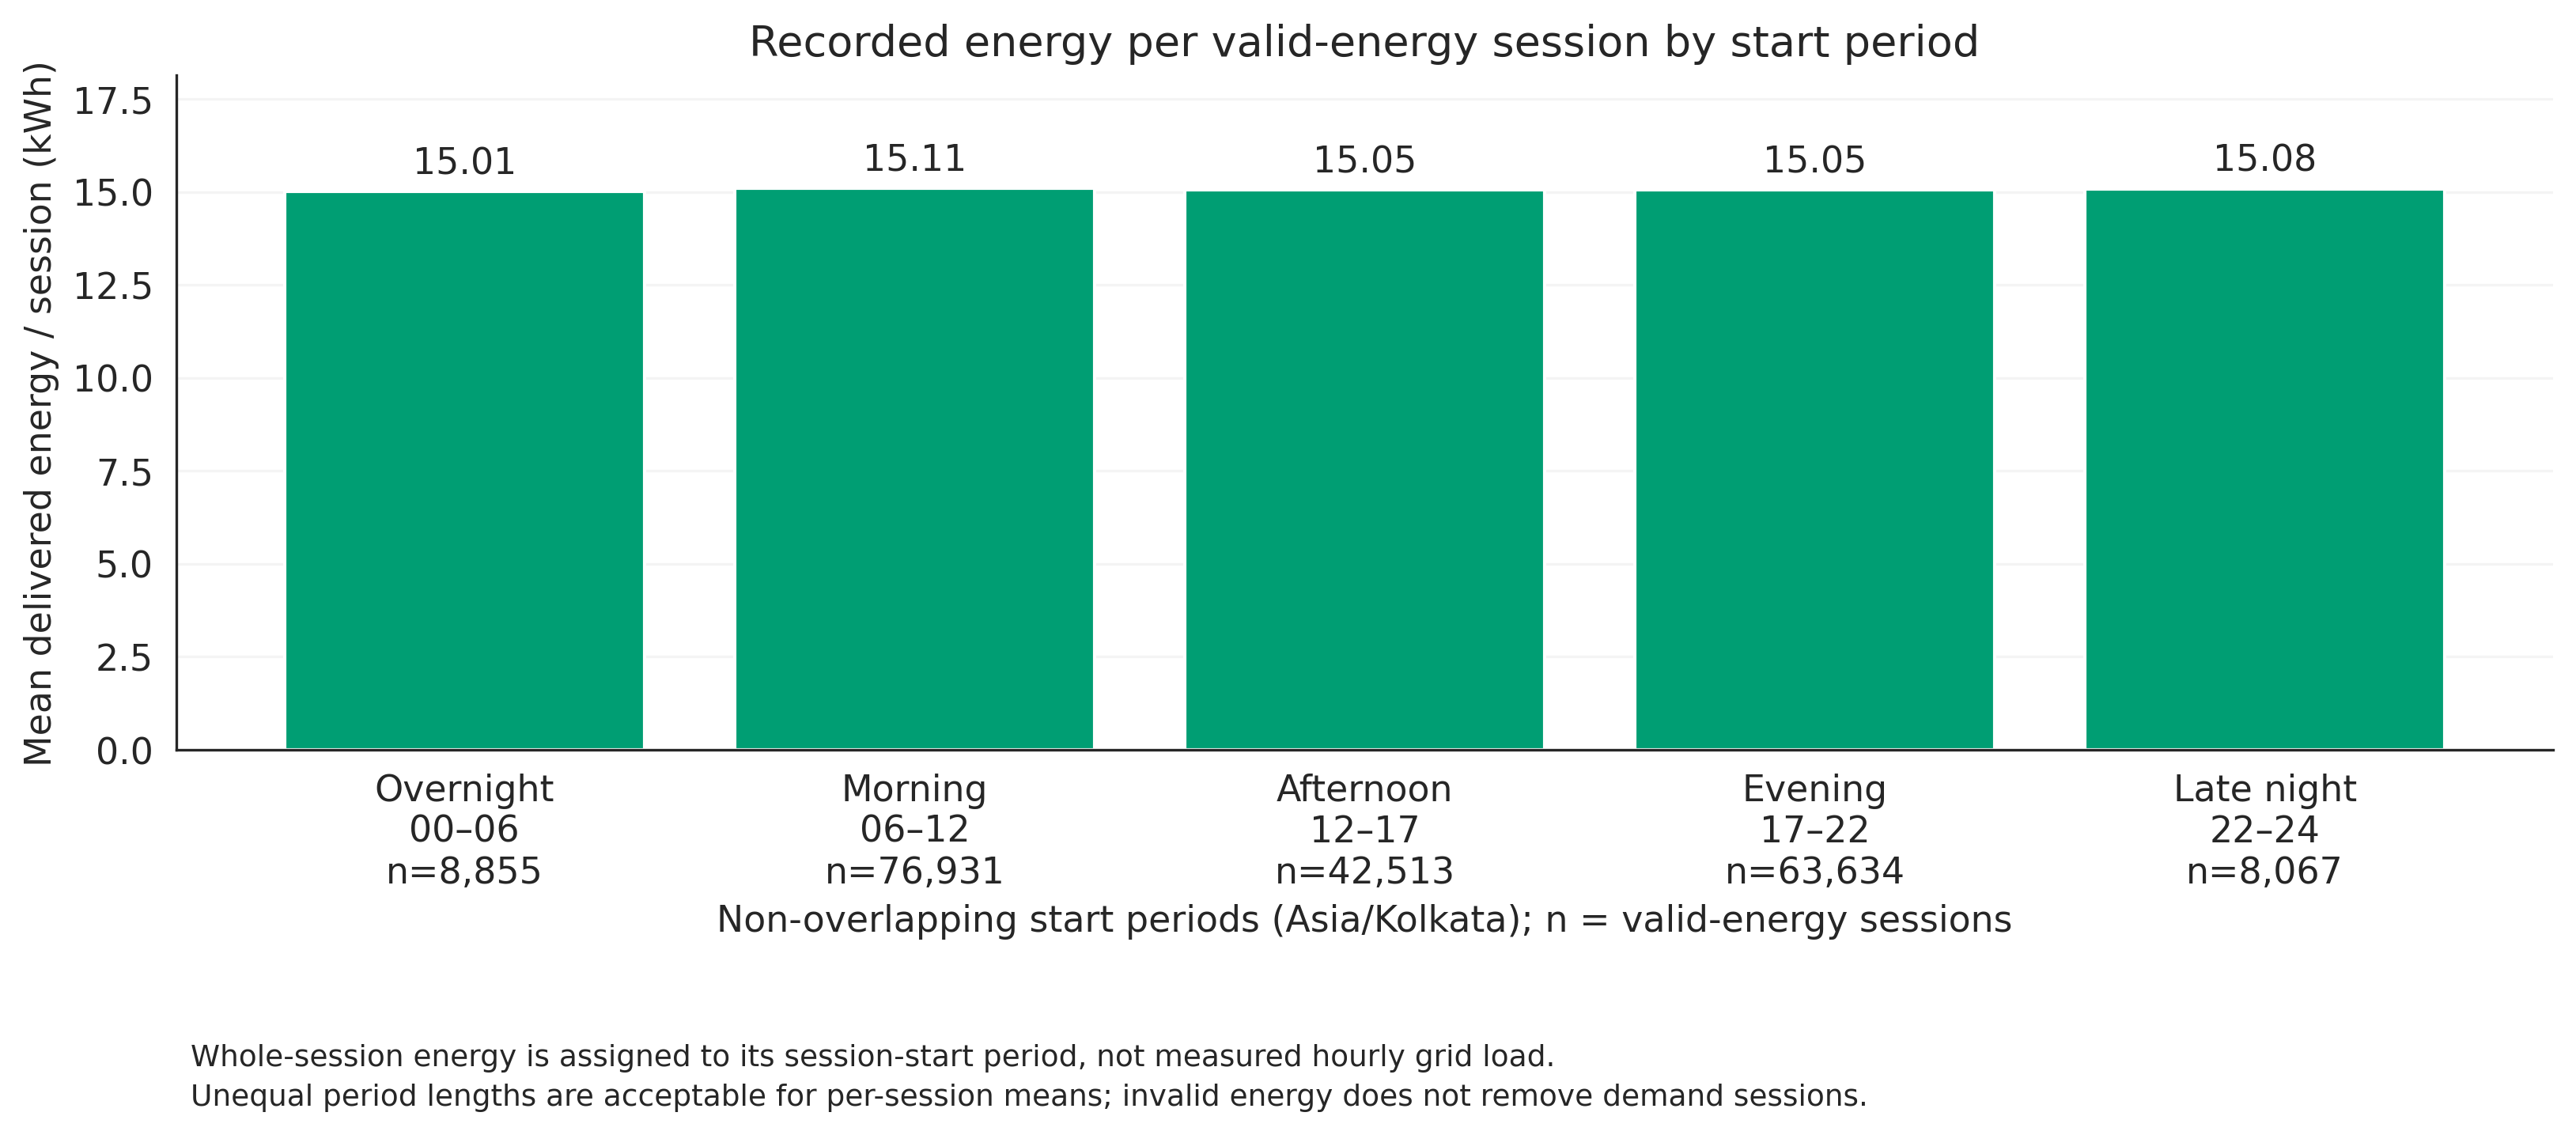 Recorded energy per valid-energy session by start period
Mean delivered energy / session (kWh)
17.5
15.0
12.5
10.0
7.5
5.0
2.5
0.0
15.01
15.11
15.05
15.05
15.08
Overnight
00–06
n=8,855
Morning
06–12
n=76,931
Afternoon
12–17
n=42,513
Evening
17–22
n=63,634
Late night
22–24
n=8,067
Non-overlapping start periods (Asia/Kolkata); n = valid-energy sessions
Whole-session energy is assigned to its session-start period, not measured hourly grid load.
Unequal period lengths are acceptable for per-session means; invalid energy does not remove demand sessions.